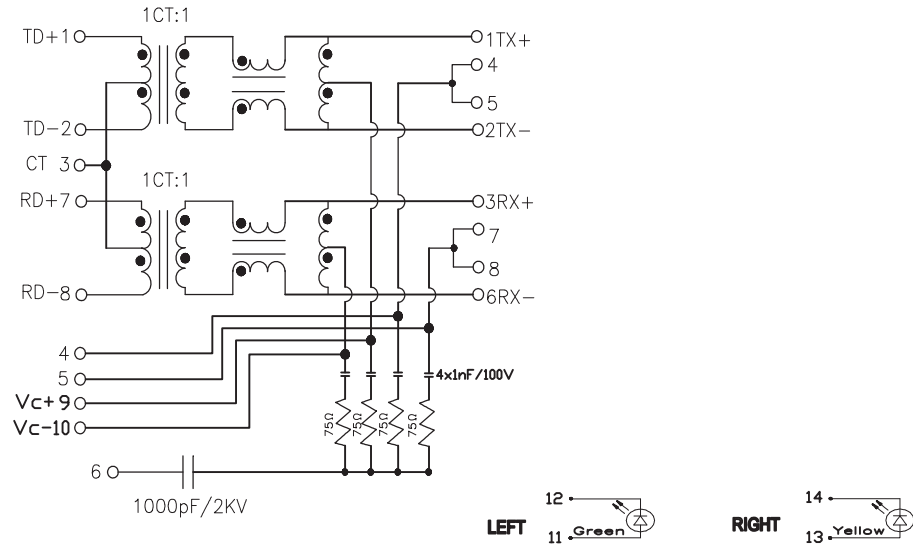 1CT:1
TD+1
1TX+
4
5
TD-2
2TX-
CT 3
1CT:1
RD+7
3RX+
7
8
RD-8
6RX-
4
5
4x1nF/100V
Vc+9
Vc-10
75Ω
75Ω
75Ω
75Ω
6
1000pF/2KV
LEFT
12
11
Green
RIGHT
14
13
Yellow